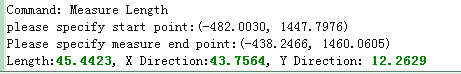 Command: Measure Length
please specify start point:(-482.0030, 1447.7976)
please specify measure end point:(-438.2466, 1460.0605)
Length:45.4423, X Direction:43.7564, Y Direction: 12.2629